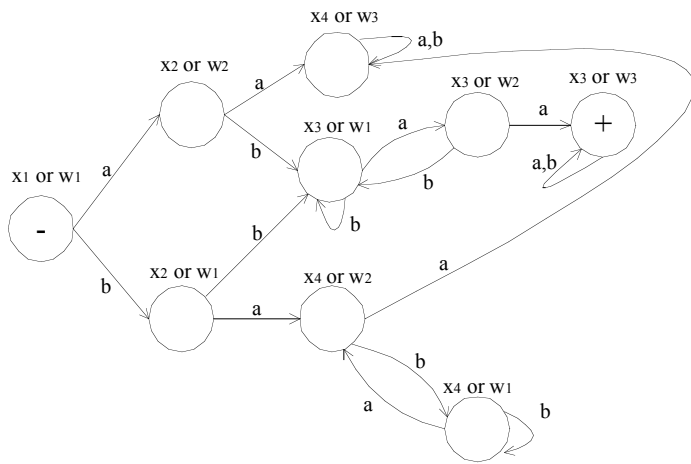 x4 or w3
a,b
x2 or w2
a
x3 or w2
x3 or w3
x3 or w1
a
a
+
b
a,b
x1 or w1
a
b
-
b
b
x2 or w1
x4 or w2
a
b
a
b
x4 or w1
a
b